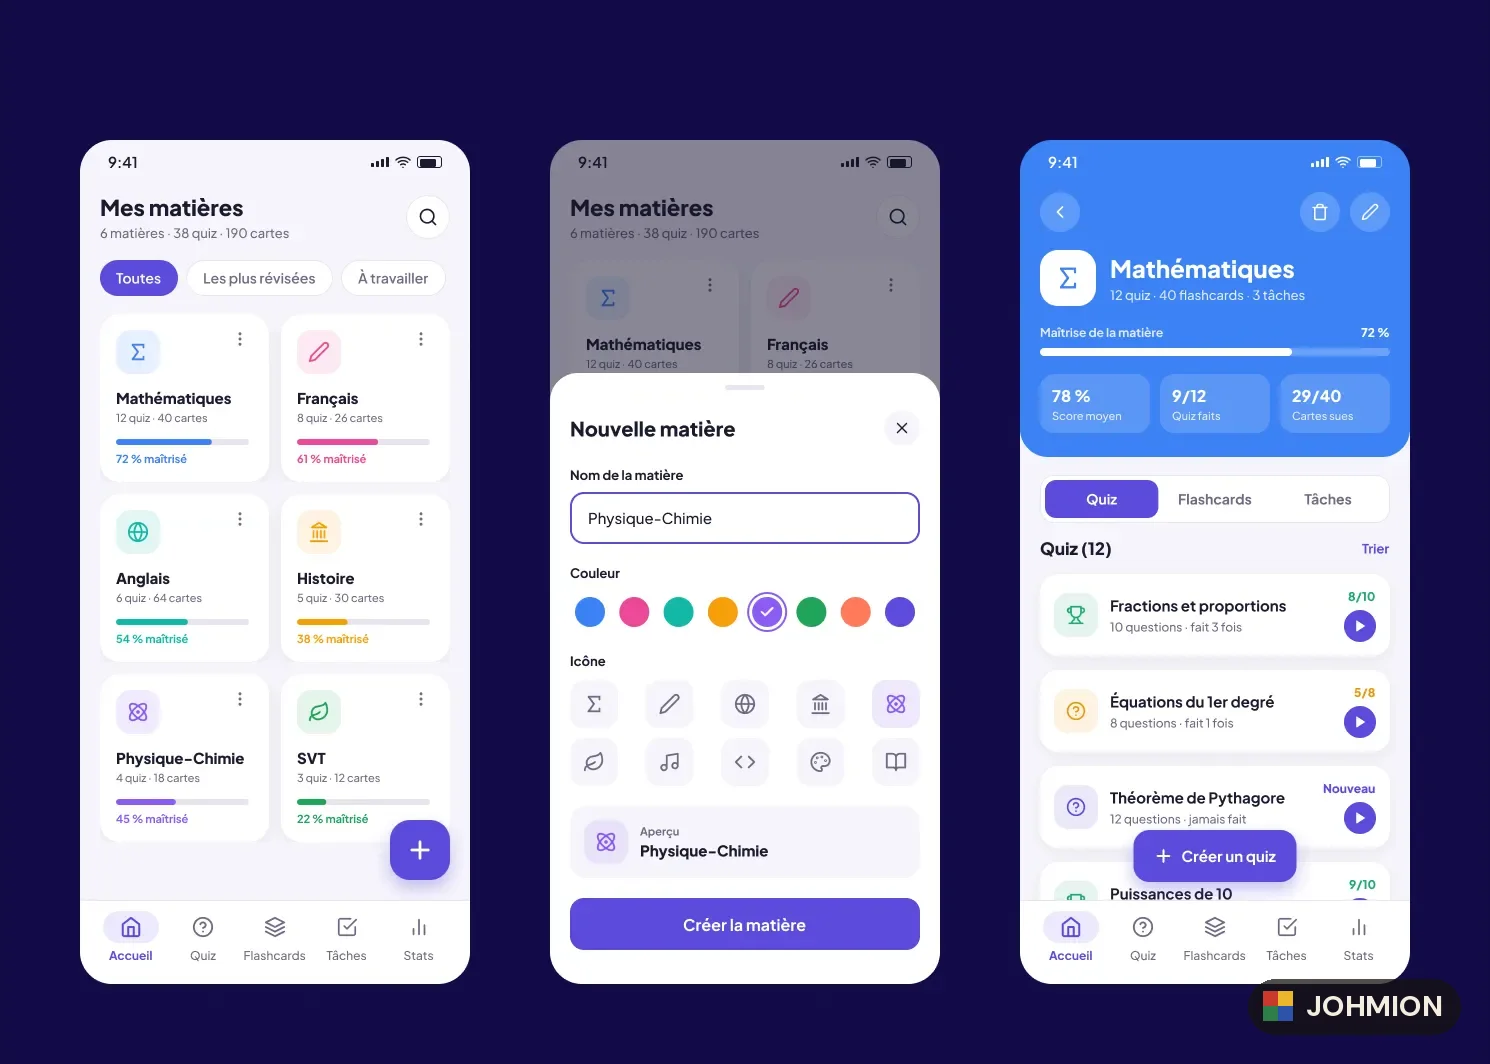 9:41
Mes matières
6 matières · 38 quiz · 190 cartes
Toutes
Les plus révisées
À travailler
Mathématiques
12 quiz · 40 cartes
72 % maîtrisé
Français
8 quiz · 26 cartes
61 % maîtrisé
Anglais
6 quiz · 64 cartes
54 % maîtrisé
Histoire
5 quiz · 30 cartes
38 % maîtrisé
Physique-Chimie
4 quiz · 18 cartes
45 % maîtrisé
SVT
3 quiz · 12 cartes
22 % maîtrisé
Accueil
Quiz
Flashcards
Tâches
Stats
9:41
Mes matières
6 matières · 38 quiz · 190 cartes
Mathématiques
12 quiz · 40 cartes
Français
8 quiz · 26 cartes
Nouvelle matière
Nom de la matière
Physique-Chimie
Couleur
Icône
Aperçu
Physique-Chimie
Créer la matière
9:41
Mathématiques
12 quiz · 40 flashcards · 3 tâches
Maîtrise de la matière
72 %
78 %
Score moyen
9/12
Quiz faits
29/40
Cartes sues
Quiz
Flashcards
Tâches
Quiz (12)
Trier
Fractions et proportions
10 questions · fait 3 fois
8/10
Équations du 1er degré
8 questions · fait 1 fois
5/8
Théorème de Pythagore
12 questions · jamais fait
Nouveau
Créer un quiz
Puissances de 10
9/10
Accueil
Quiz
Flashcards
Tâches
Stats
JOHMION